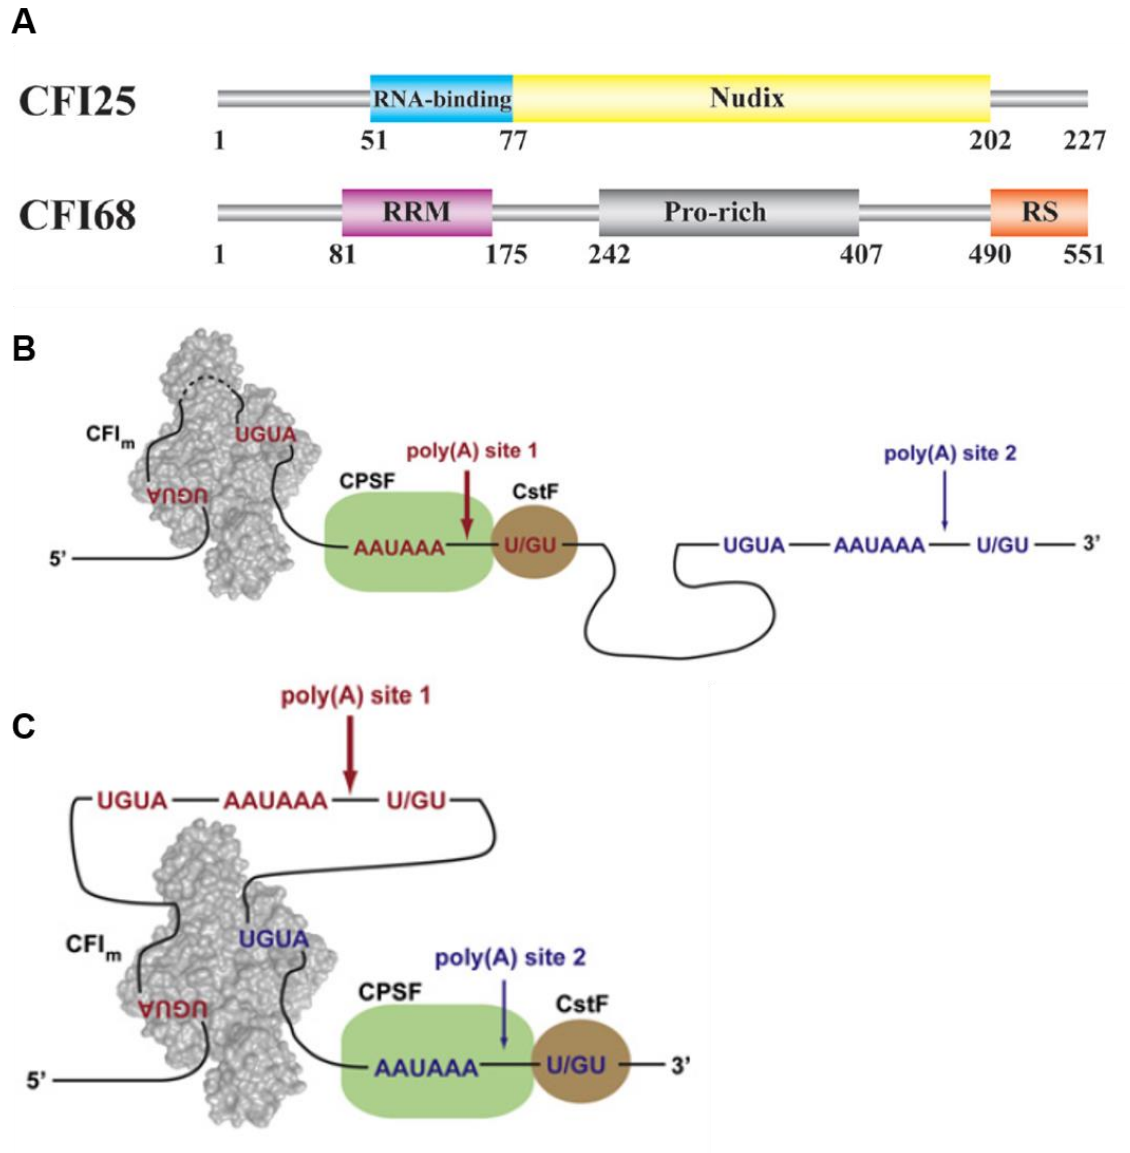 A
CFI25
RNA-binding
Nudix
1 51 77 202 227
CFI68
RRM
Pro-rich
RS
1 81 175 242 407 490 551
B
CFIm
UGUA
UGUA
CPSF
poly(A) site 1
CstF
poly(A) site 2
5’
AAUAAA
U/GU
UGUA
AAUAAA
U/GU
3’
C
poly(A) site 1
UGUA
AAUAAA
U/GU
CFIm
UGUA
UGUA
poly(A) site 2
CPSF
CstF
5’
AAUAAA
U/GU
3’